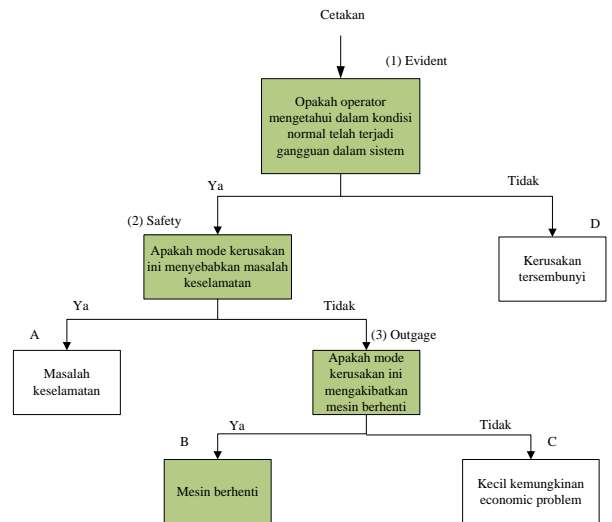 Cetakan
(1) Evident
Opakah operator
mengetahui dalam kondisi
normal telah terjadi
gangguan dalam sistem
Ya
Tidak
(2) Safety
D
Apakah mode kerusakan
ini menyebabkan masalah
keselamatan
Kerusakan
tersembunyi
Ya
Tidak
A
(3) Outgage
Masalah
keselamatan
Apakah mode
kerusakan ini
mengakibatkan
mesin berhenti
Ya
Tidak
B
C
Mesin berhenti
Kecil kemungkinan
economic problem